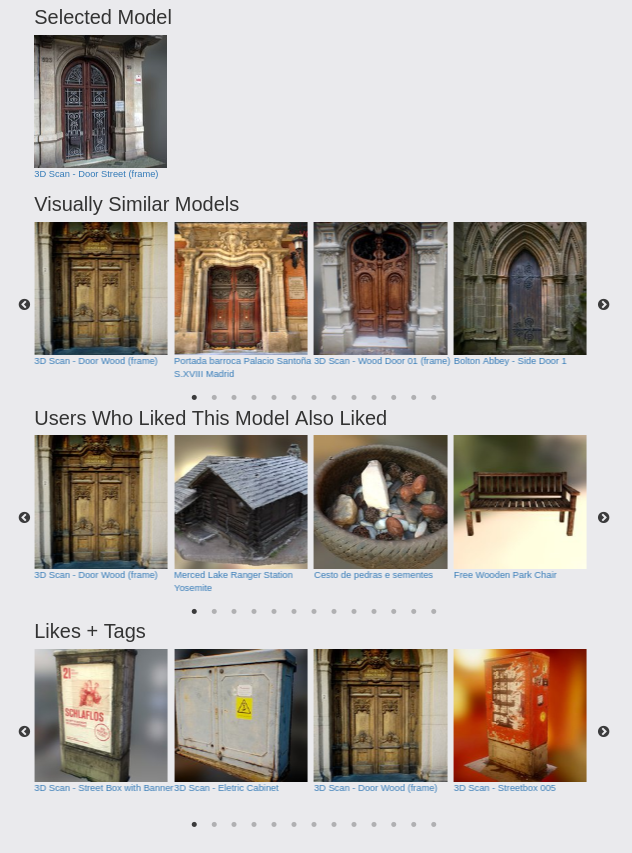 Selected Model
3D Scan - Door Street (frame)
Visually Similar Models
3D Scan - Door Wood (frame)
Portada barroca Palacio Santoña
S.XVIII Madrid
3D Scan - Wood Door 01 (frame)
Bolton Abbey - Side Door 1
Users Who Liked This Model Also Liked
3D Scan - Door Wood (frame)
Merced Lake Ranger Station
Yosemite
Cesto de pedras e sementes
Free Wooden Park Chair
Likes + Tags
21
SCHLAFLOS
3D Scan - Street Box with Banner
3D Scan - Eletric Cabinet
3D Scan - Door Wood (frame)
3D Scan - Streetbox 005